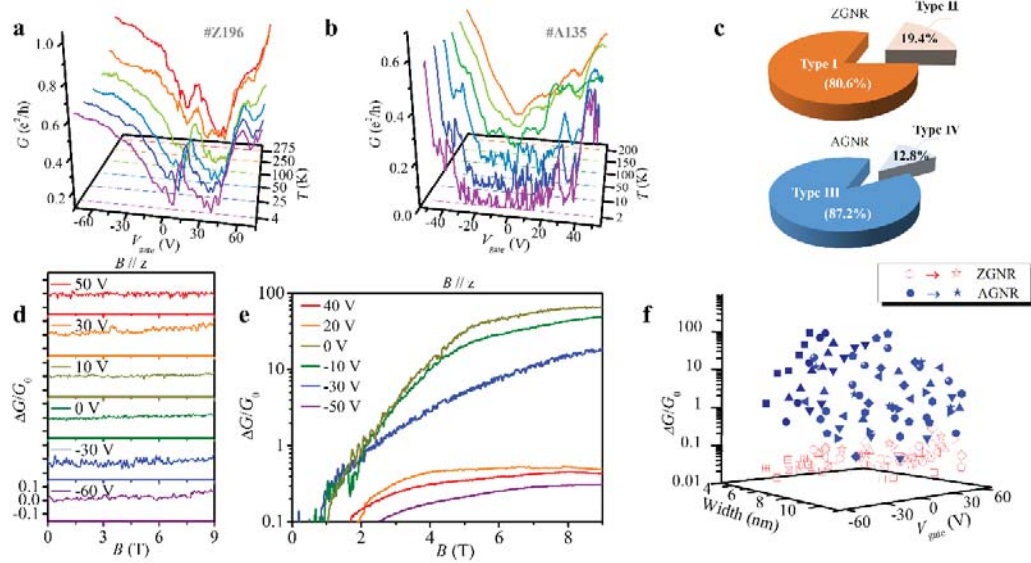 a
#Z196
G (e²/h)
1.0
0.8
0.6
0.4
0.2
-60
-30
0
30
60
V_gate (V)
275
250
100
50
25
4
T (K)
b
#A135
G (e²/h)
0.6
0.4
0.2
0.0
-40
-20
0
20
40
V_gate (V)
200
150
100
50
10
2
T (K)
c
ZGNR
Type II
19.4%
Type I
(80.6%)
AGNR
Type IV
12.8%
Type III
(87.2%)
B // z
d
50 V
30 V
10 V
0 V
-30 V
-60 V
ΔG/G₀
0.1
0.0
-0.1
0
3
6
9
B (T)
B // z
e
40 V
20 V
0 V
-10 V
-30 V
-50 V
ΔG/G₀
100
10
1
0.1
0
2
4
6
8
B (T)
ZGNR
AGNR
f
ΔG/G₀
100
10
1
0.1
0.01
4
6
8
10
Width (nm)
-60
-30
0
30
60
V_gate (V)